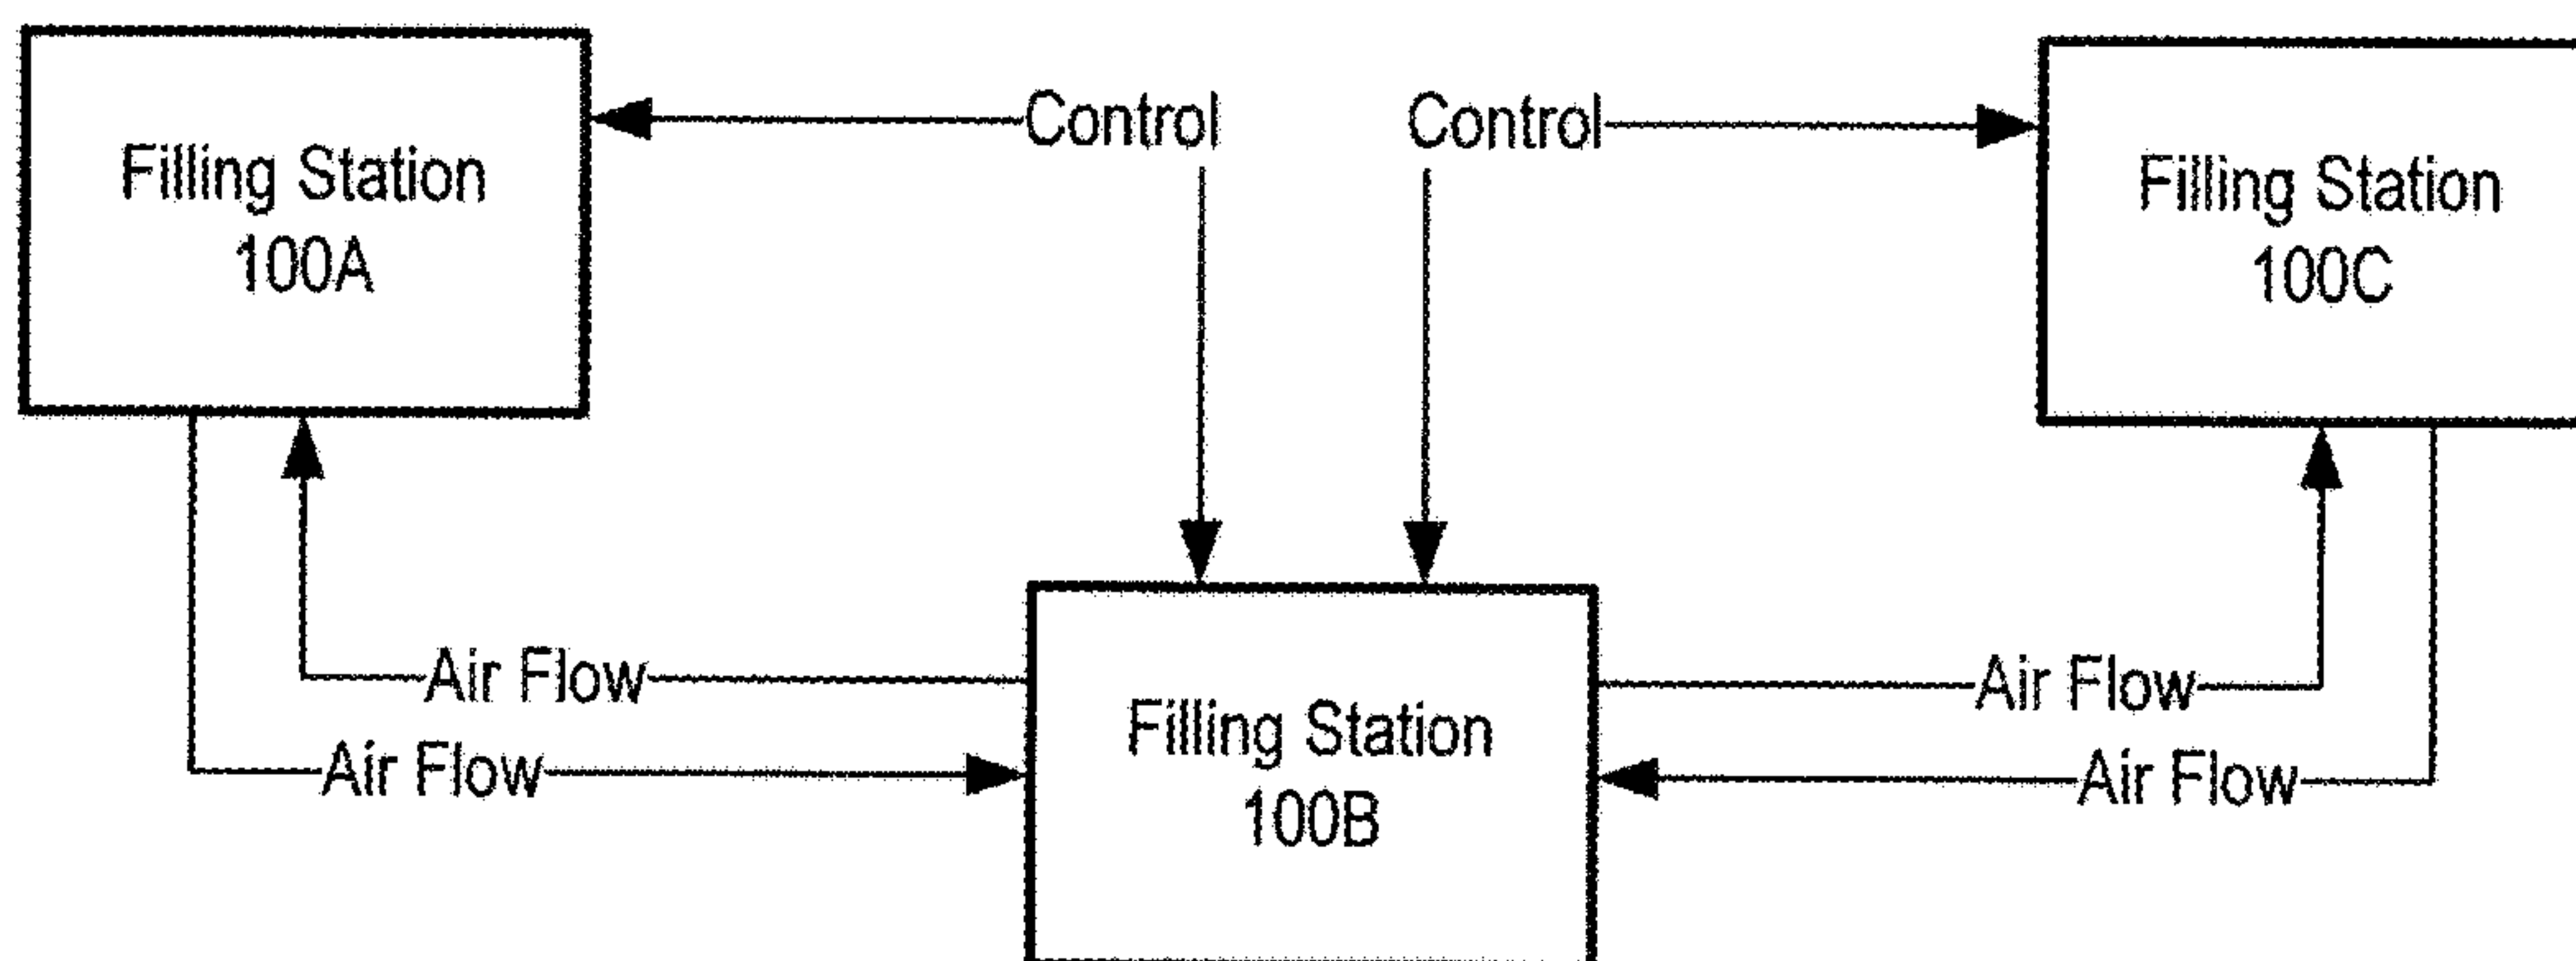 Control
Control
Filling Station
100A
Filling Station
100C
Air Flow
Air Flow
Air Flow
Air Flow
Filling Station
100B